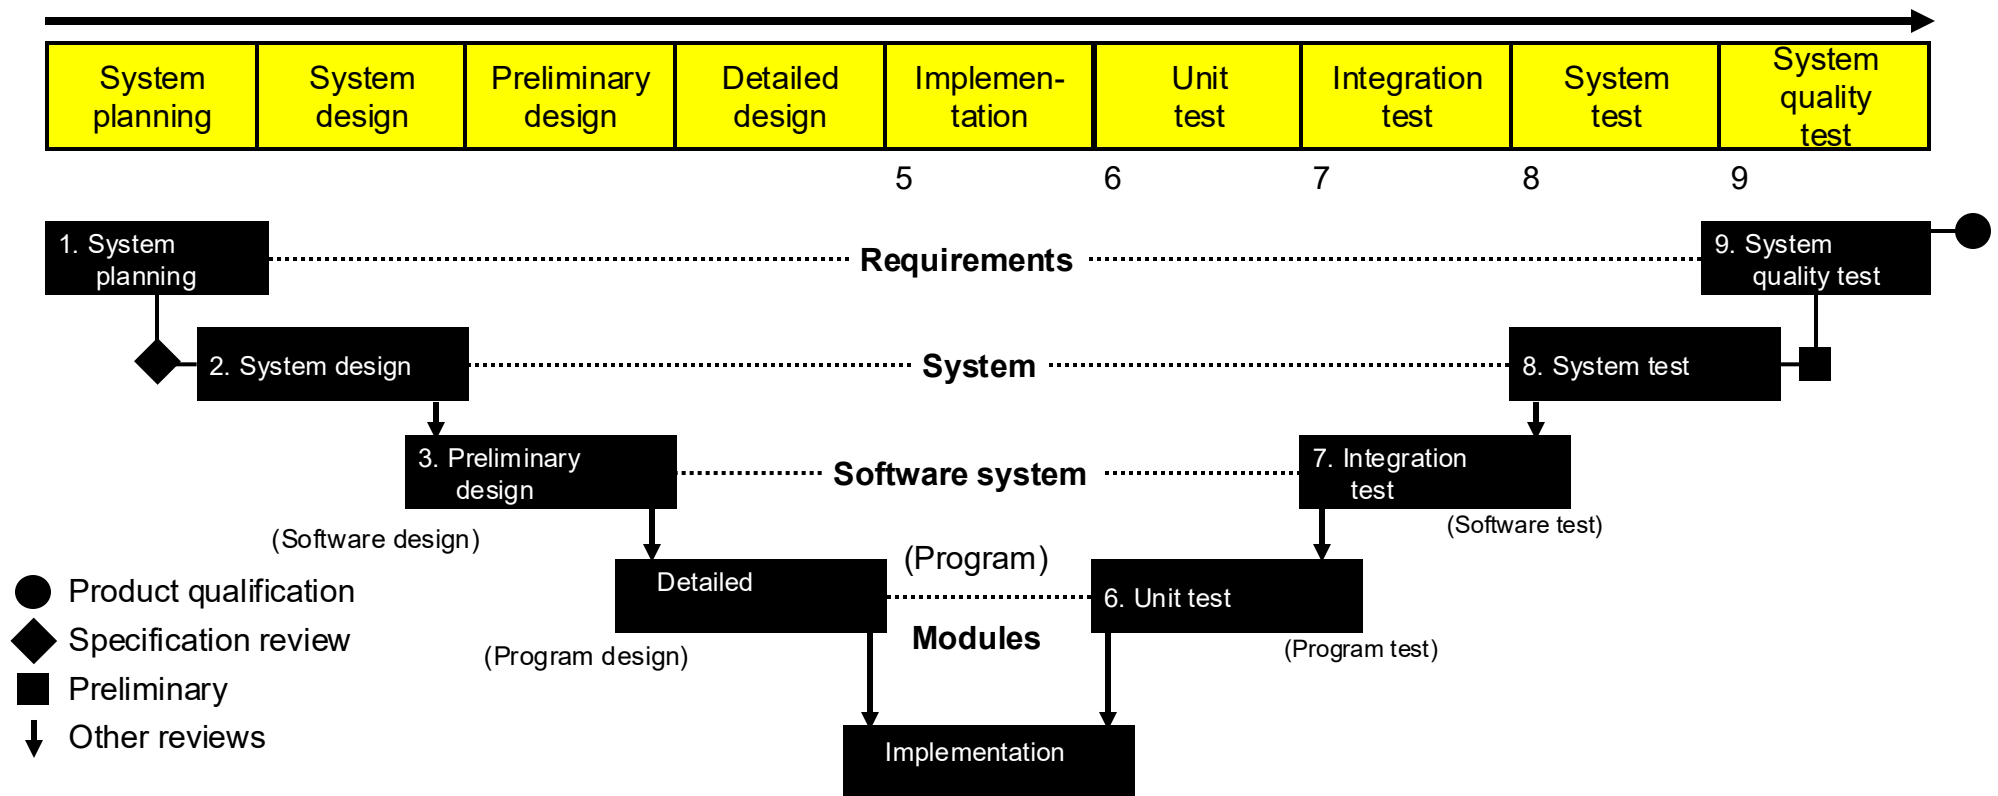 System
planning
System
design
Preliminary
design
Detailed
design
Implemen-
tation
Unit
test
Integration
test
System
test
System
quality
test
5
6
7
8
9
1. System
planning
Requirements
9. System
quality test
2. System design
System
8. System test
3. Preliminary
design
Software system
7. Integration
test
(Software design)
(Software test)
(Program)
Detailed
6. Unit test
Modules
(Program design)
(Program test)
Implementation
Product qualification
Specification review
Preliminary
Other reviews